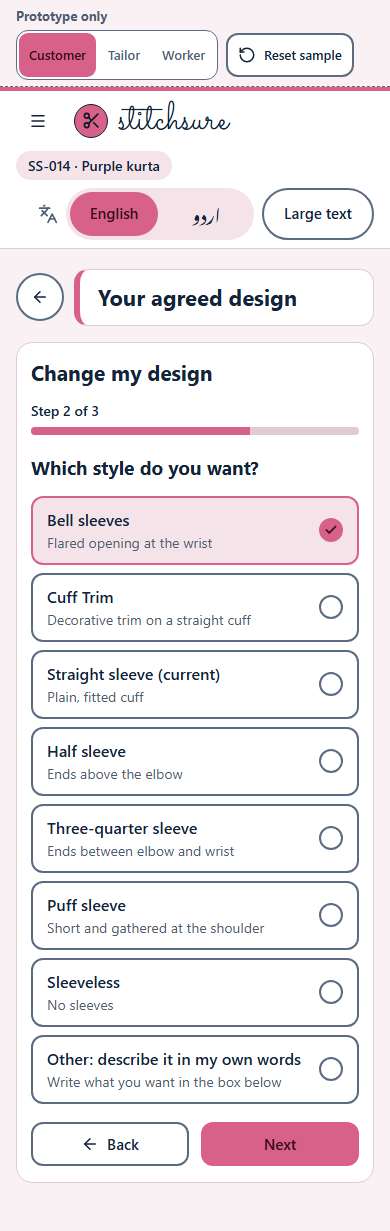 Prototype only
Customer
Tailor
Worker
Reset sample
stitchsure
SS-014 · Purple kurta
English
اردو
Large text
Your agreed design
Change my design
Step 2 of 3
Which style do you want?
Bell sleeves
Flared opening at the wrist
Cuff Trim
Decorative trim on a straight cuff
Straight sleeve (current)
Plain, fitted cuff
Half sleeve
Ends above the elbow
Three-quarter sleeve
Ends between elbow and wrist
Puff sleeve
Short and gathered at the shoulder
Sleeveless
No sleeves
Other: describe it in my own words
Write what you want in the box below
Back
Next